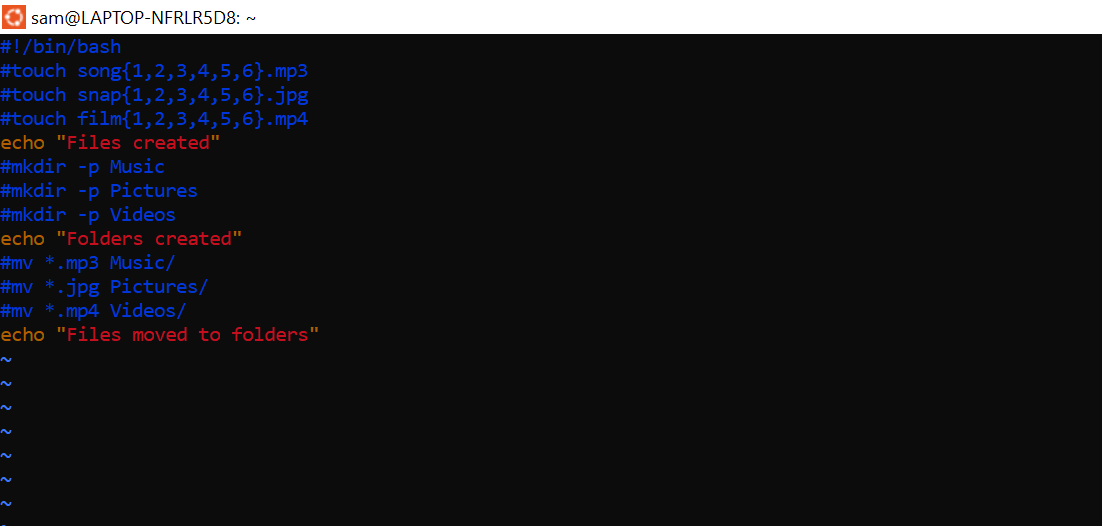 sam@LAPTOP-NFRLR5D8: ~
#!/bin/bash
#touch song{1,2,3,4,5,6}.mp3
#touch snap{1,2,3,4,5,6}.jpg
#touch film{1,2,3,4,5,6}.mp4
echo "Files created"
#mkdir -p Music
#mkdir -p Pictures
#mkdir -p Videos
echo "Folders created"
#mv *.mp3 Music/
#mv *.jpg Pictures/
#mv *.mp4 Videos/
echo "Files moved to folders"
~
~
~
~
~
~
~
~